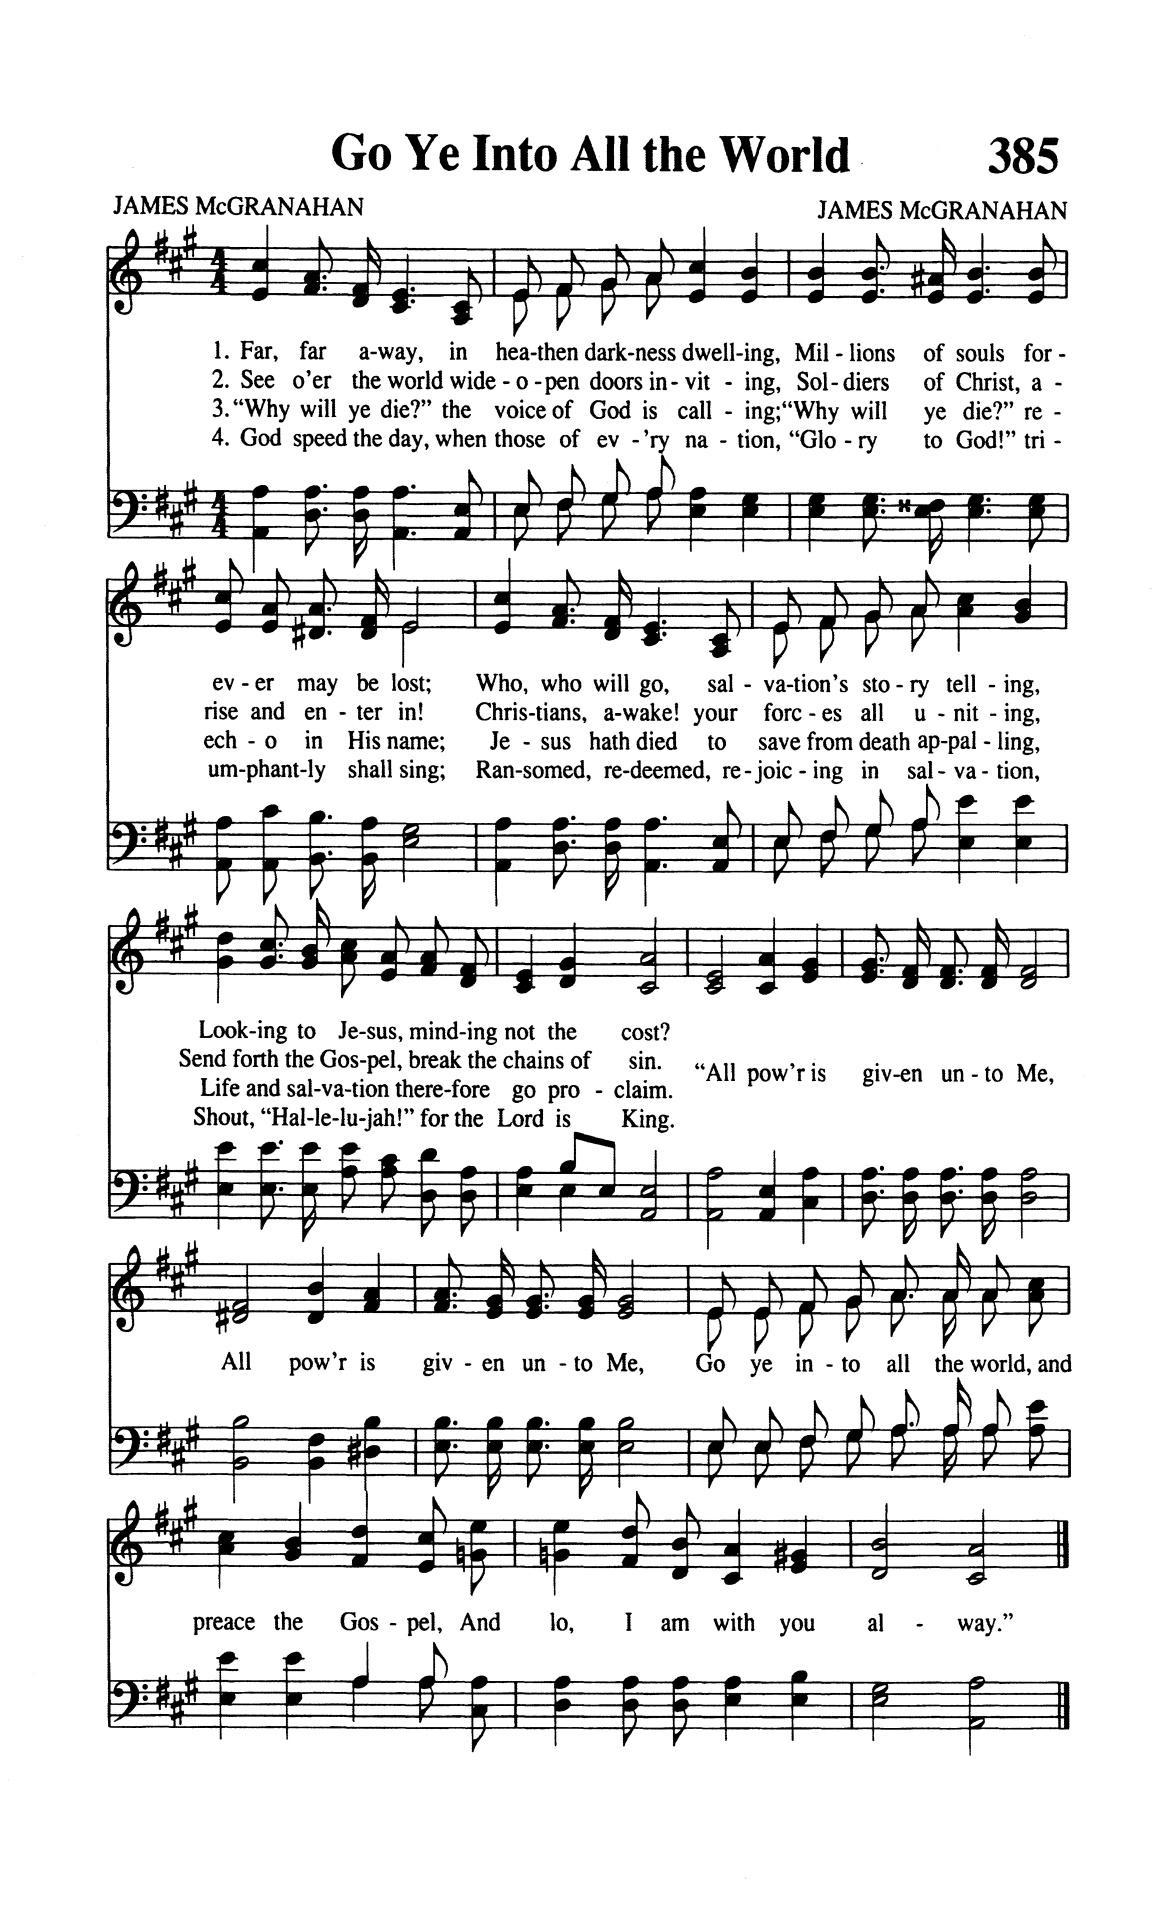 Go Ye Into All the World 385
JAMES McGRANAHAN JAMES McGRANAHAN
1. Far, far a-way, in hea-then dark-ness dwell-ing, Mil - lions of souls for -
2. See o'er the world wide - o - pen doors in - vit - ing, Sol - diers of Christ, a -
3. “Why will ye die?” the voice of God is call - ing; “Why will ye die?” re -
4. God speed the day, when those of ev - 'ry na - tion, “Glo - ry to God!” tri -
ev - er may be lost; Who, who will go, sal - va-tion's sto - ry tell - ing,
rise and en - ter in! Chris-tians, a-wake! your forc - es all u - nit - ing,
ech - o in His name; Je - sus hath died to save from death ap-pal - ling,
um-phant-ly shall sing; Ran-somed, re-deemed, re-joic - ing in sal - va - tion,
Look-ing to Je-sus, mind-ing not the cost?
Send forth the Gos-pel, break the chains of sin.
Life and sal-va-tion there-fore go pro - claim.
Shout, “Hal-le-lu-jah!” for the Lord is King.
“All pow'r is giv-en un - to Me,
All pow'r is giv - en un - to Me, Go ye in - to all the world, and
preace the Gos - pel, And lo, I am with you al - way.”